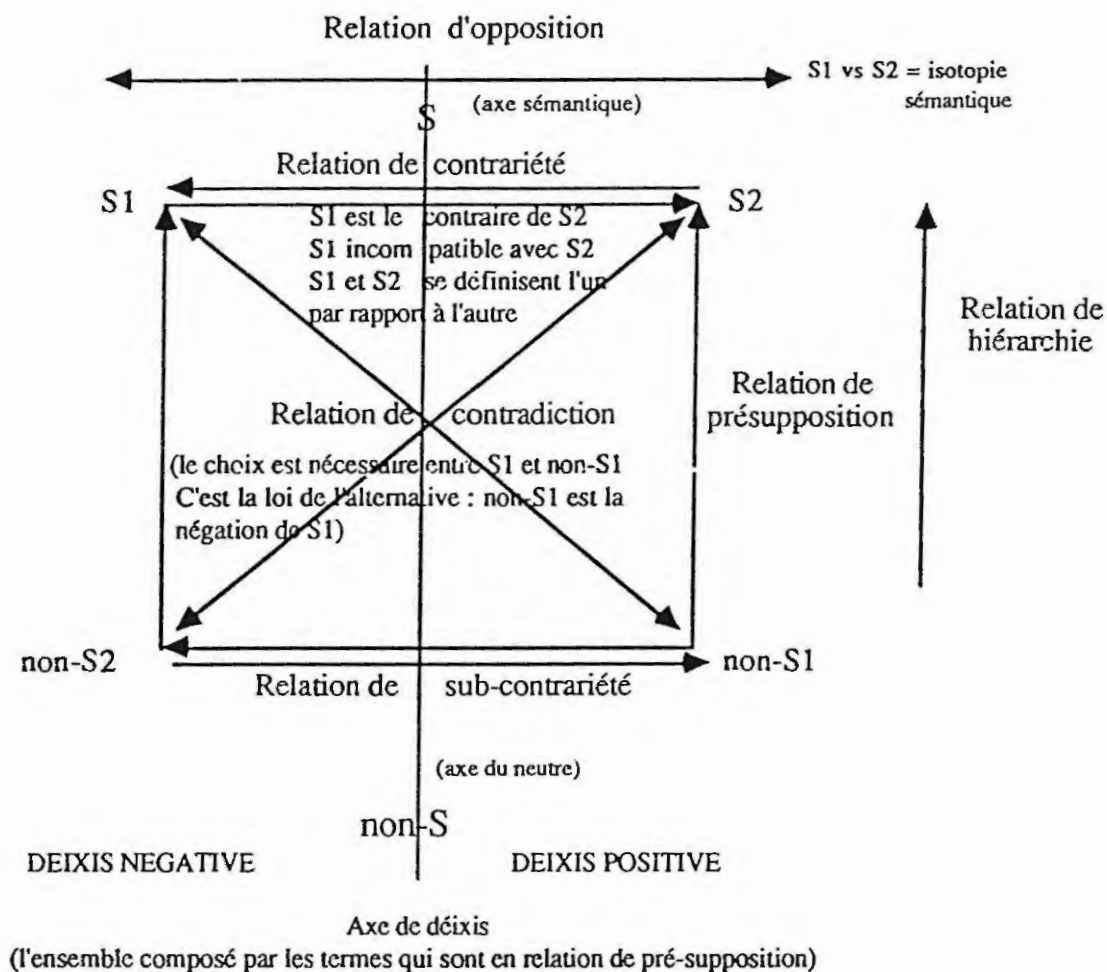 Relation d'opposition
S1 vs S2 = isotopie
sémantique
(axe sémantique)
S
Relation de contrariété
S1
S2
S1 est le contraire de S2
S1 incom patible avec S2
S1 et S2 se définisent l'un
par rapport à l'autre
Relation de
hiérarchie
Relation de
présupposition
Relation de contradiction
(le choix est nécessaire entre S1 et non-S1
C'est la loi de l'alternative : non-S1 est la
négation de S1)
non-S2
non-S1
Relation de sub-contrariété
(axe du neutre)
non-S
DEIXIS NEGATIVE
DEIXIS POSITIVE
Axe de déixis
(l'ensemble composé par les termes qui sont en relation de pré-supposition)